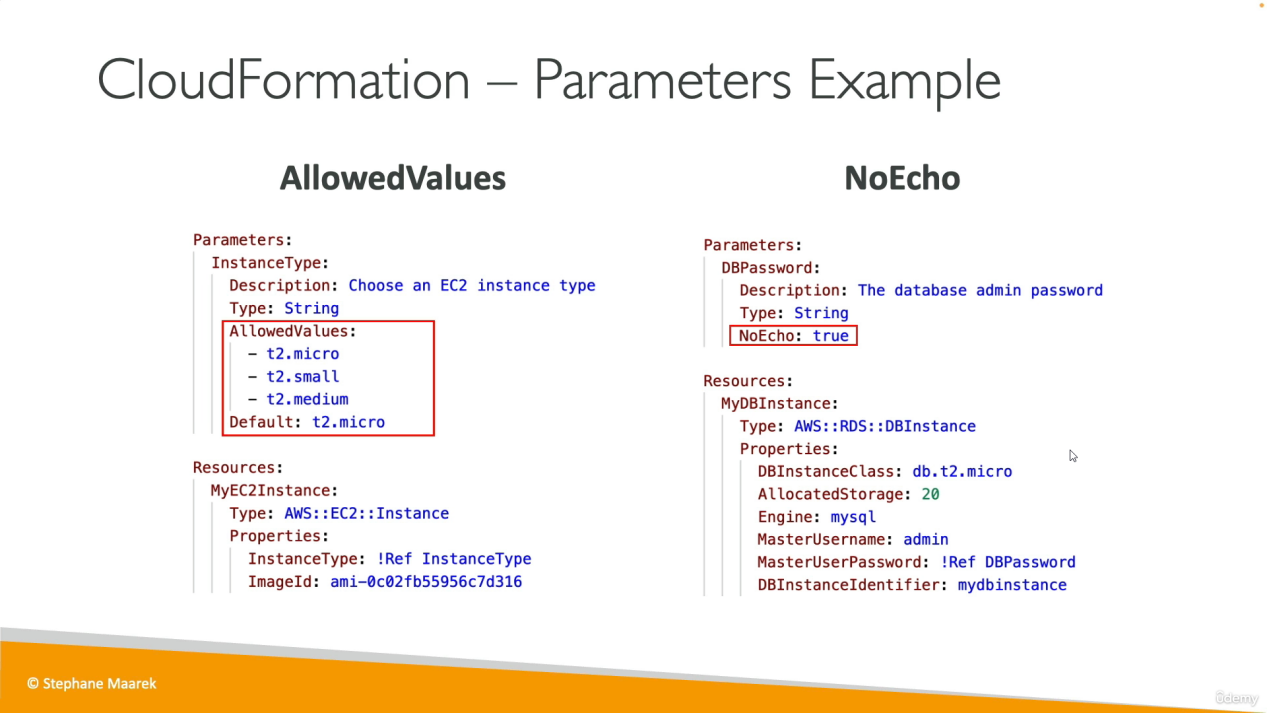 CloudFormation – Parameters Example
AllowedValues
Parameters:
InstanceType:
Description: Choose an EC2 instance type
Type: String
AllowedValues:
- t2.micro
- t2.small
- t2.medium
Default: t2.micro
Resources:
MyEC2Instance:
Type: AWS::EC2::Instance
Properties:
InstanceType: !Ref InstanceType
ImageId: ami-0c02fb55956c7d316
NoEcho
Parameters:
DBPassword:
Description: The database admin password
Type: String
NoEcho: true
Resources:
MyDBInstance:
Type: AWS::RDS::DBInstance
Properties:
DBInstanceClass: db.t2.micro
AllocatedStorage: 20
Engine: mysql
MasterUsername: admin
MasterUserPassword: !Ref DBPassword
DBInstanceIdentifier: mydbinstance
© Stephane Maarek
ûdemy